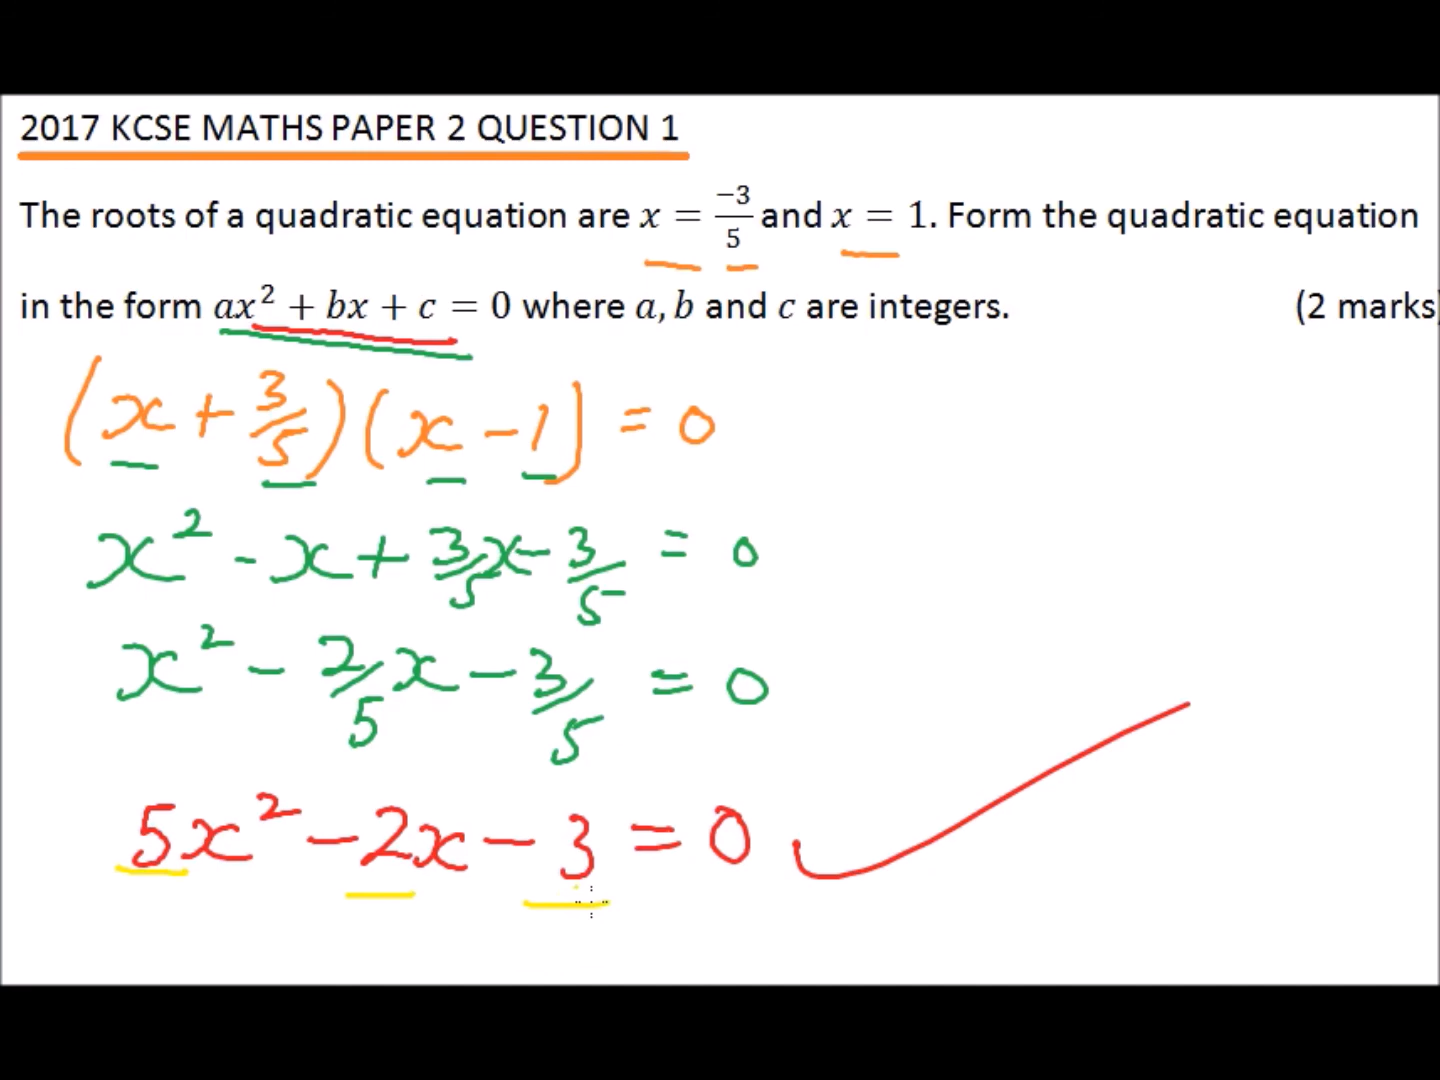 2017 KCSE MATHS PAPER 2 QUESTION 1
The roots of a quadratic equation are x = -3/5 and x = 1. Form the quadratic equation
in the form ax² + bx + c = 0 where a, b and c are integers. (2 marks)
(x + 3/5)(x - 1) = 0
x² - x + 3/5x - 3/5 = 0
x² - 2/5x - 3/5 = 0
5x² - 2x - 3 = 0